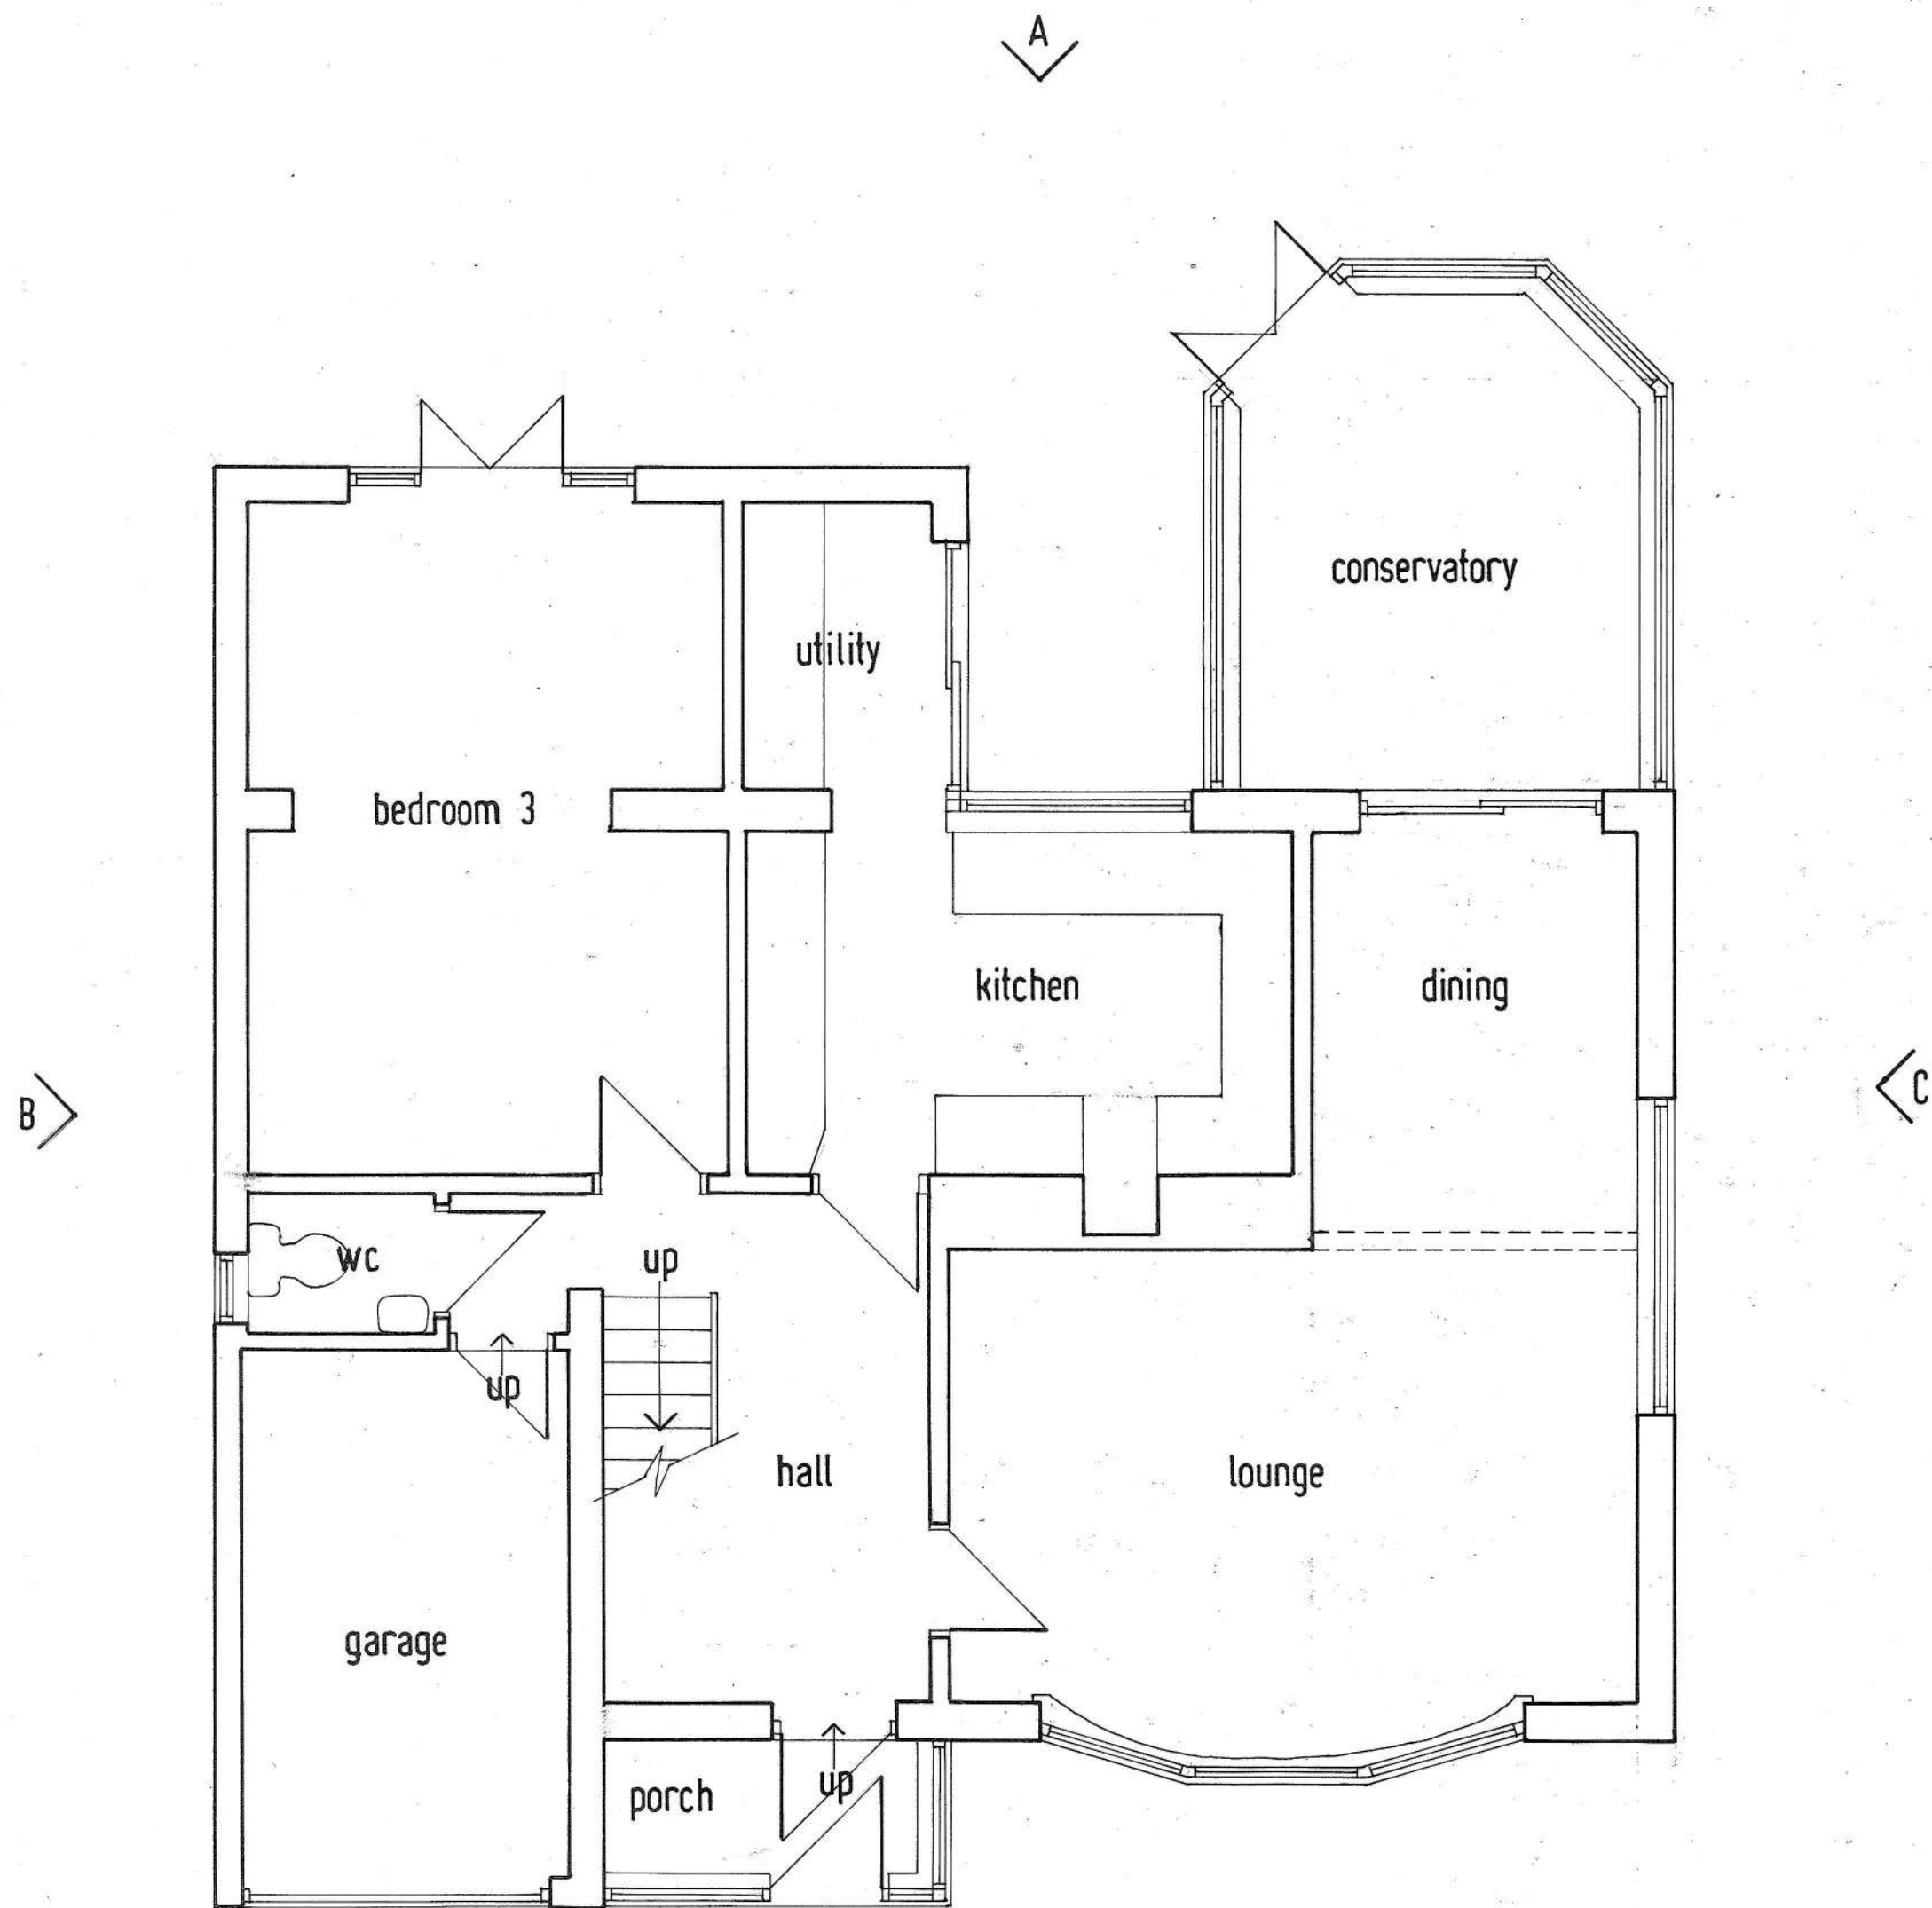 A
conservatory
utility
bedroom 3
kitchen
dining
B
C
wc
up
up
hall
lounge
garage
up
porch